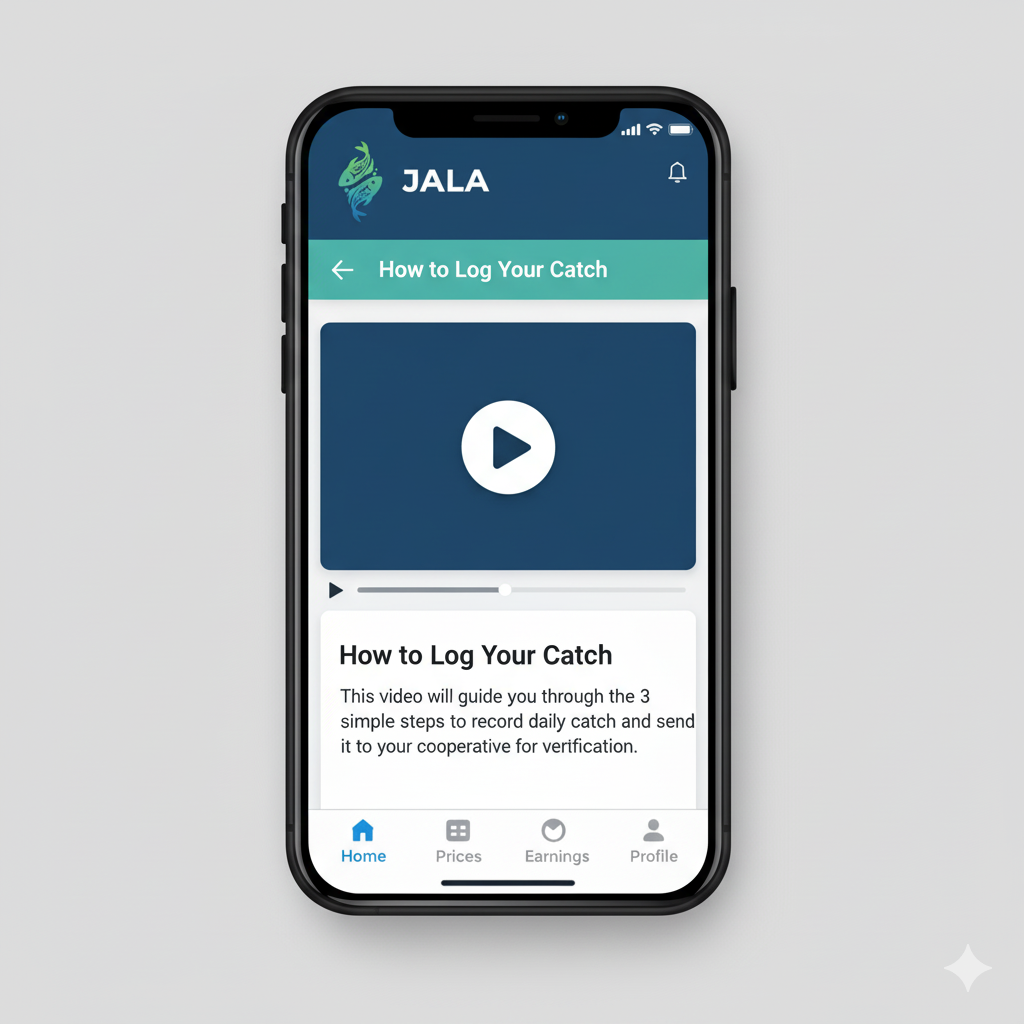 JALA
How to Log Your Catch
How to Log Your Catch
This video will guide you through the 3
simple steps to record daily catch and send
it to your cooperative for verification.
Home
Prices
Earnings
Profile